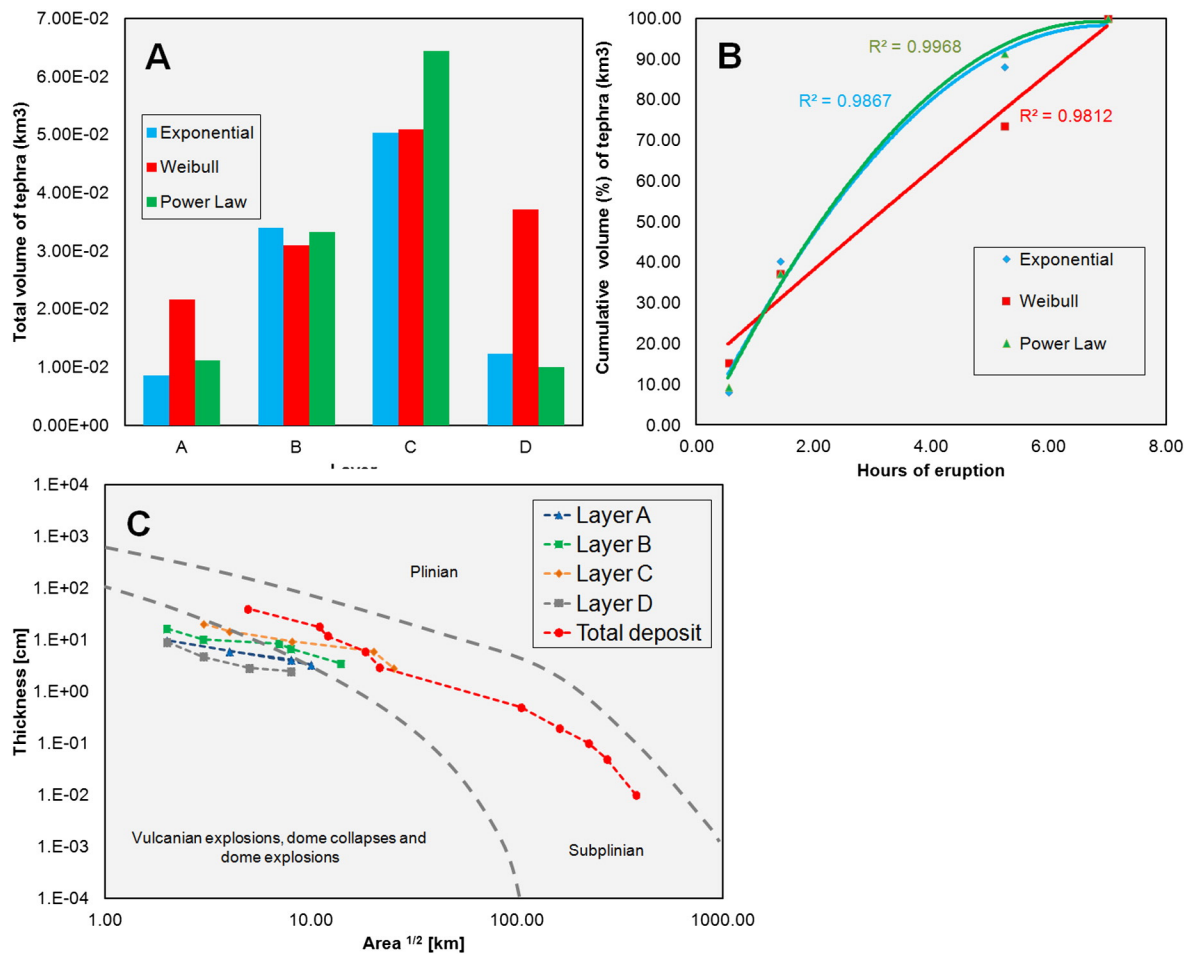 A
Total volume of tephra (km3)
7.00E-02
6.00E-02
5.00E-02
4.00E-02
3.00E-02
2.00E-02
1.00E-02
0.00E+00
Exponential
Weibull
Power Law
A B C D
B
Cumulative volume (%) of tephra (km3)
100.00
90.00
80.00
70.00
60.00
50.00
40.00
30.00
20.00
10.00
0.00
R² = 0.9968
R² = 0.9867
R² = 0.9812
Exponential
Weibull
Power Law
0.00 2.00 4.00 6.00 8.00
Hours of eruption
C
Thickness [cm]
1.E+04
1.E+03
1.E+02
1.E+01
1.E+00
1.E-01
1.E-02
1.E-03
1.E-04
Layer A
Layer B
Layer C
Layer D
Total deposit
Plinian
Vulcanian explosions, dome collapses and
dome explosions
Subplinian
1.00 10.00 100.00 1000.00
Area ¹/² [km]